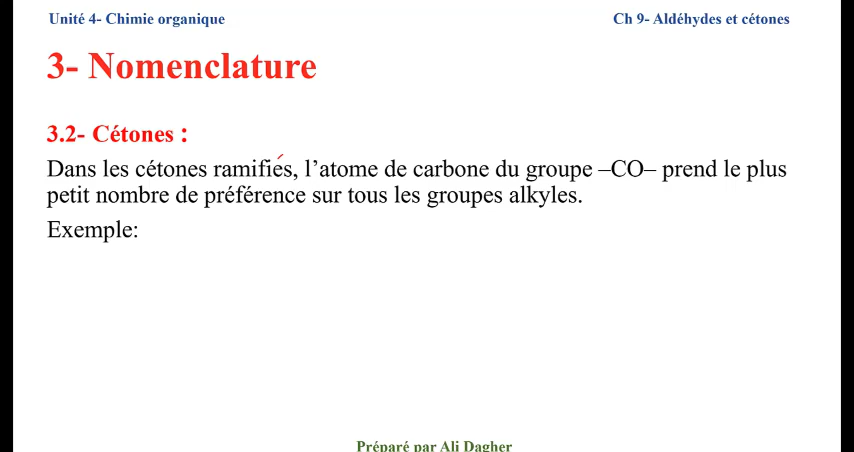 Unité 4- Chimie organique
Ch 9- Aldéhydes et cétones
3- Nomenclature
3.2- Cétones :
Dans les cétones ramifiés, l’atome de carbone du groupe –CO– prend le plus
petit nombre de préférence sur tous les groupes alkyles.
Exemple:
Préparé par Ali Dagher